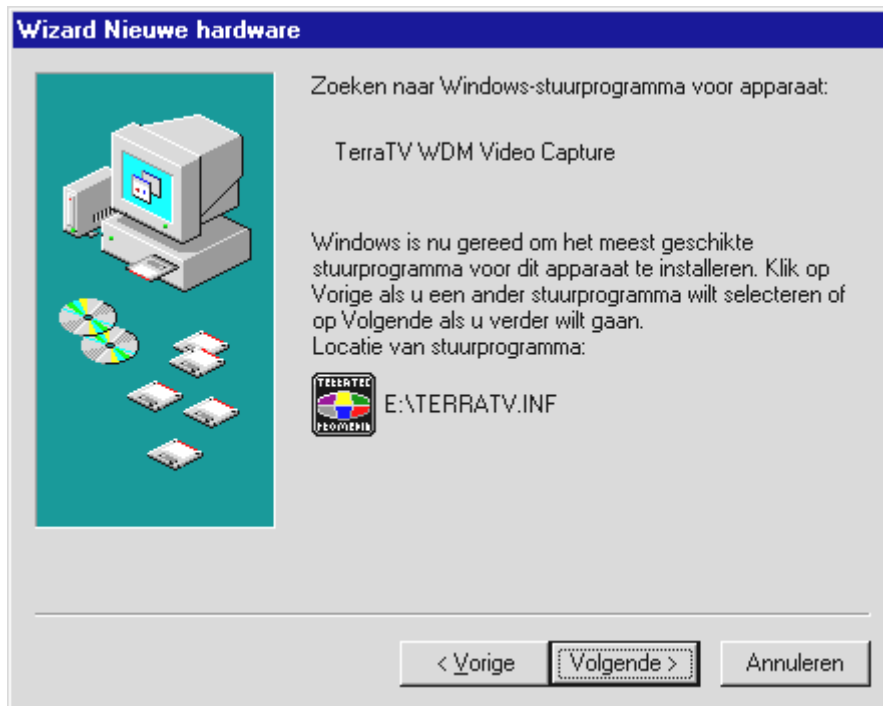 Wizard Nieuwe hardware
Zoeken naar Windows-stuurprogramma voor apparaat:
TerraTV WDM Video Capture
Windows is nu gereed om het meest geschikte
stuurprogramma voor dit apparaat te installeren. Klik op
Vorige als u een ander stuurprogramma wilt selecteren of
op Volgende als u verder wilt gaan.
Locatie van stuurprogramma:
TERRATEC
PROMEDIA
E:\TERRATV.INF
< Vorige
Volgende >
Annuleren